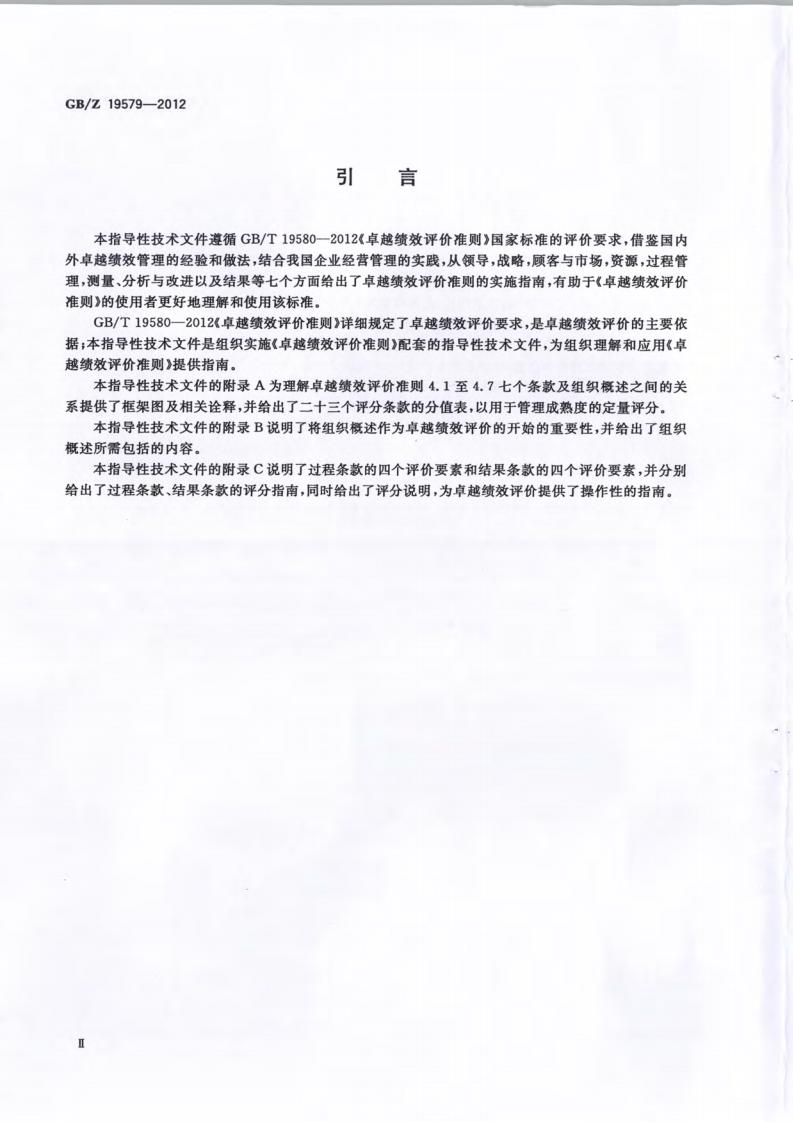 GB/Z 19579—2012
引 言
本指导性技术文件遵循 GB/T 19580—2012《卓越绩效评价准则》国家标准的评价要求,借鉴国内
外卓越绩效管理的经验和做法,结合我国企业经营管理的实践,从领导,战略,顾客与市场,资源,过程管
理,测量、分析与改进以及结果等七个方面给出了卓越绩效评价准则的实施指南,有助于《卓越绩效评价
准则》的使用者更好地理解和使用该标准。
GB/T 19580—2012《卓越绩效评价准则》详细规定了卓越绩效评价要求,是卓越绩效评价的主要依
据;本指导性技术文件是组织实施《卓越绩效评价准则》配套的指导性技术文件,为组织理解和应用《卓
越绩效评价准则》提供指南。
本指导性技术文件的附录 A 为理解卓越绩效评价准则 4.1 至 4.7 七个条款及组织概述之间的关
系提供了框架图及相关诠释,并给出了二十三个评分条款的分值表,以用于管理成熟度的定量评分。
本指导性技术文件的附录 B 说明了将组织概述作为卓越绩效评价的开始的重要性,并给出了组织
概述所需包括的内容。
本指导性技术文件的附录 C 说明了过程条款的四个评价要素和结果条款的四个评价要素,并分别
给出了过程条款、结果条款的评分指南,同时给出了评分说明,为卓越绩效评价提供了操作性的指南。
Ⅱ